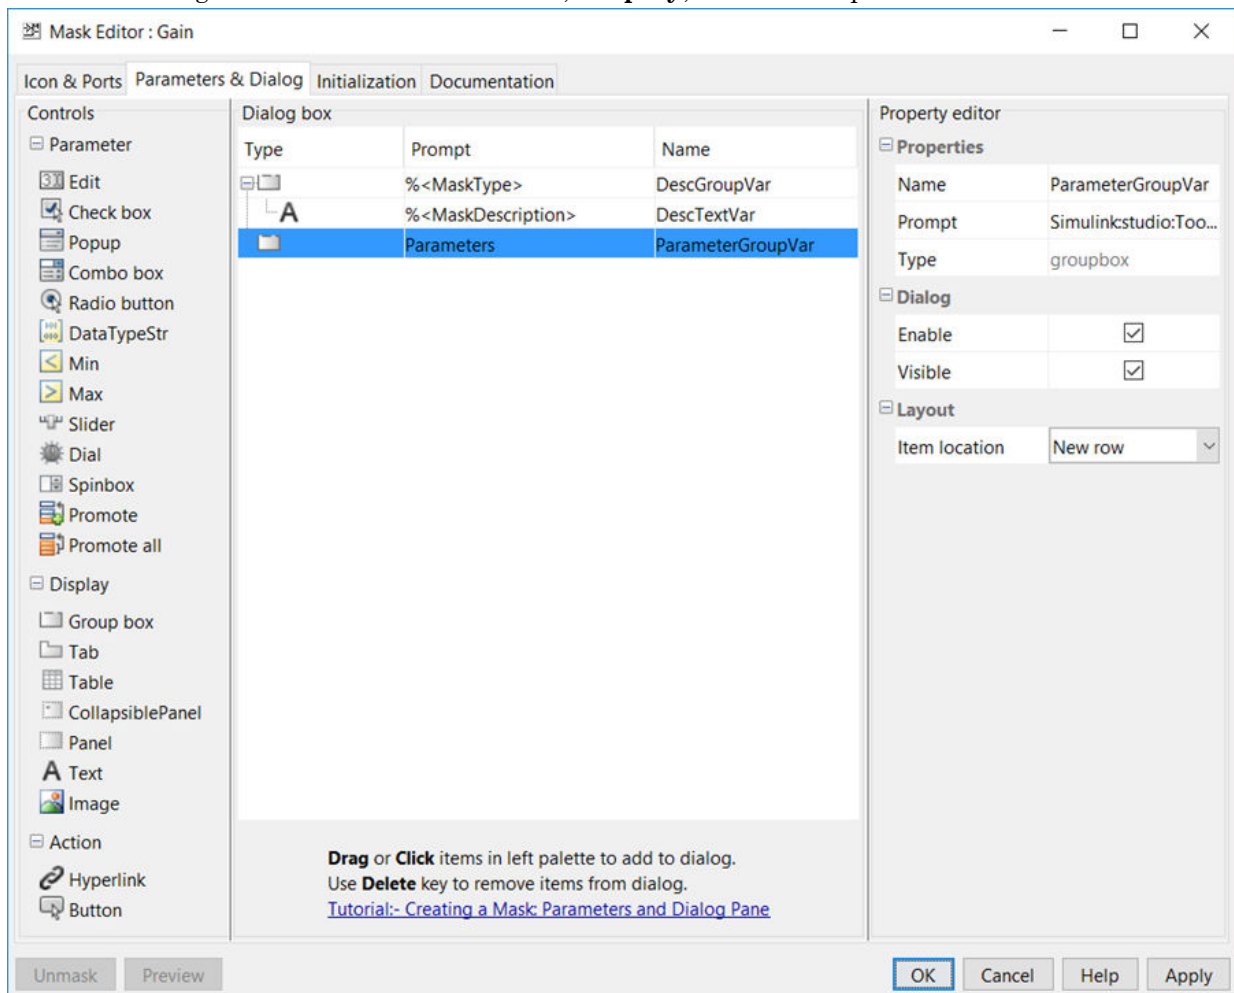 Mask Editor : Gain
Icon & Ports Parameters & Dialog Initialization Documentation
Controls
Parameter
Edit
Check box
Popup
Combo box
Radio button
DataTypeStr
Min
Max
Slider
Dial
Spinbox
Promote
Promote all
Display
Group box
Tab
Table
CollapsiblePanel
Panel
Text
Image
Action
Hyperlink
Button
Dialog box
Type Prompt Name
%<MaskType> DescGroupVar
A %<MaskDescription> DescTextVar
Parameters ParameterGroupVar
Drag or Click items in left palette to add to dialog.
Use Delete key to remove items from dialog.
Tutorial:- Creating a Mask: Parameters and Dialog Pane
Property editor
Properties
Name ParameterGroupVar
Prompt Simulink:studio:Too...
Type groupbox
Dialog
Enable
Visible
Layout
Item location New row
Unmask Preview OK Cancel Help Apply